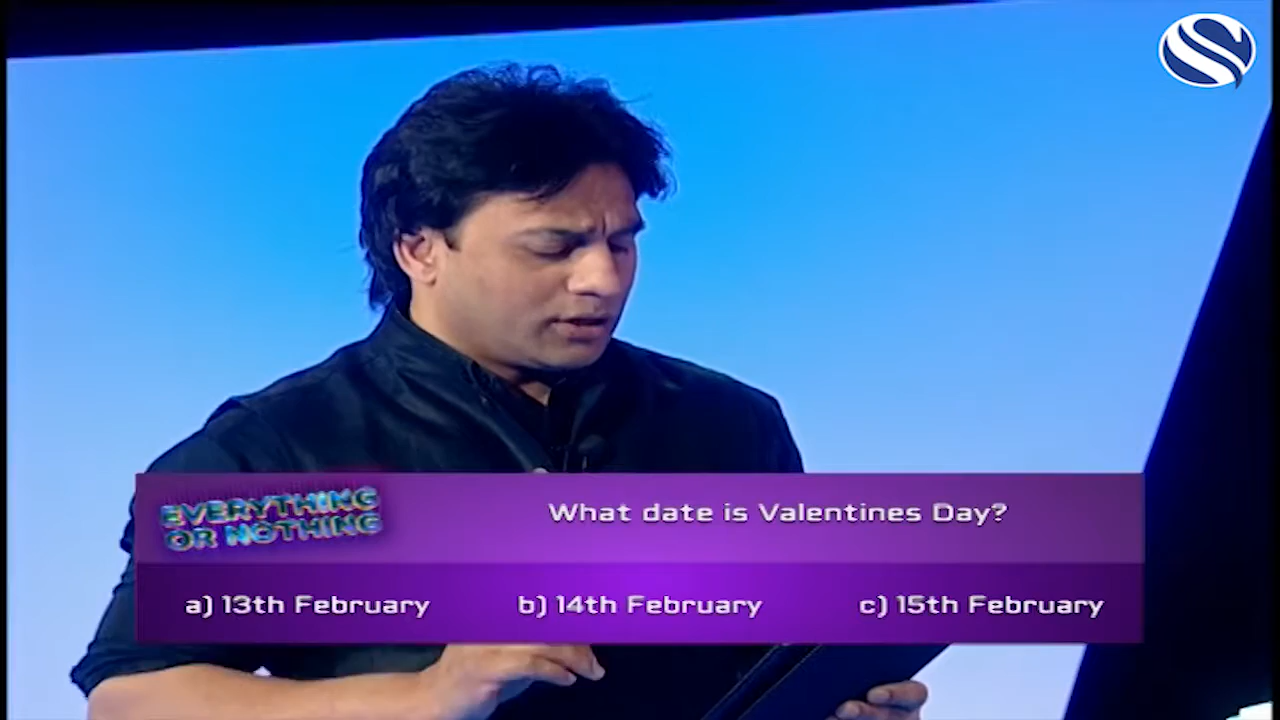 S
EVERYTHING
OR NOTHING
What date is Valentines Day?
a) 13th February
b) 14th February
c) 15th February